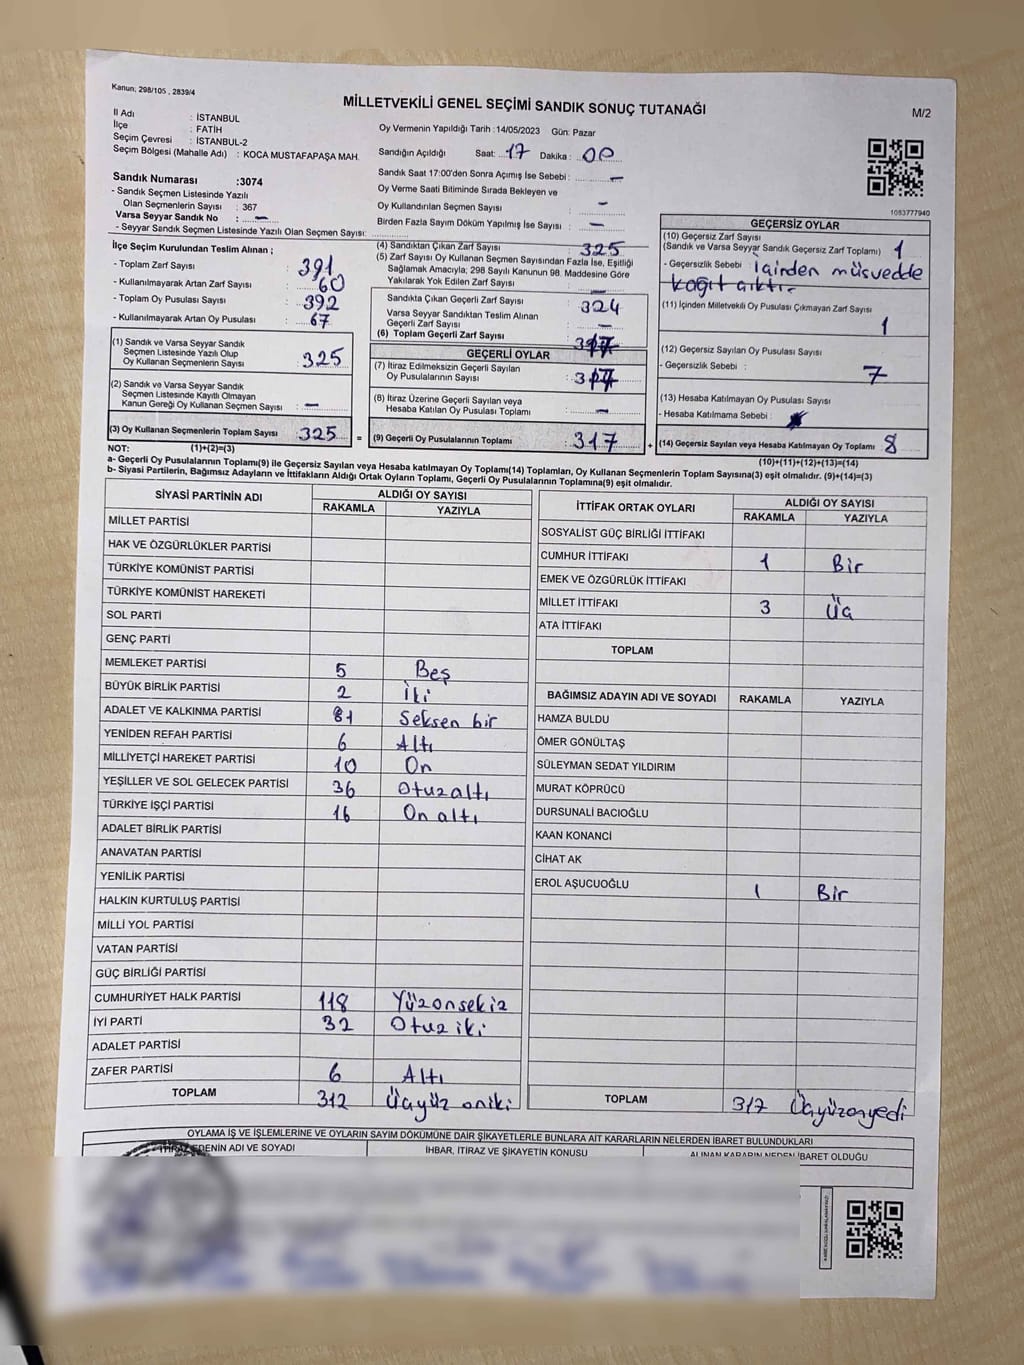 Kanun; 298/105 , 2839/4
MİLLETVEKİLİ GENEL SEÇİMİ SANDIK SONUÇ TUTANAĞI
M/2
İl Adı : İSTANBUL
İlçe : FATİH
Seçim Çevresi : İSTANBUL-2
Seçim Bölgesi (Mahalle Adı) : KOCA MUSTAFAPAŞA MAH.
Oy Vermenin Yapıldığı Tarih :14/05/2023 Gün: Pazar
Sandığın Açıldığı Saat: 17 Dakika : 00
Sandık Saat 17:00'den Sonra Açımış İse Sebebi : –
Oy Verme Saati Bitiminde Sırada Bekleyen ve
Oy Kullandırılan Seçmen Sayısı : –
Birden Fazla Sayım Döküm Yapılmış İse Sayısı : –
Sandık Numarası :3074
- Sandık Seçmen Listesinde Yazılı
Olan Seçmenlerin Sayısı : 367
Varsa Seyyar Sandık No : –
- Seyyar Sandık Seçmen Listesinde Yazılı Olan Seçmen Sayısı:
1053777940
İlçe Seçim Kurulundan Teslim Alınan ;
- Toplam Zarf Sayısı : 391
- Kullanılmayarak Artan Zarf Sayısı : 60
- Toplam Oy Pusulası Sayısı : 392
- Kullanılmayarak Artan Oy Pusulası : 67
(1) Sandık ve Varsa Seyyar Sandık
Seçmen Listesinde Yazılı Olup
Oy Kullanan Seçmenlerin Sayısı : 325
(2) Sandık ve Varsa Seyyar Sandık
Seçmen Listesinde Kayıtlı Olmayan
Kanun Gereği Oy Kullanan Seçmen Sayısı : –
(3) Oy Kullanan Seçmenlerin Toplam Sayısı : 325
(1)+(2)=(3)
(4) Sandıktan Çıkan Zarf Sayısı : 325
(5) Zarf Sayısı Oy Kullanan Seçmen Sayısından Fazla İse, Eşitliği
Sağlamak Amacıyla; 298 Sayılı Kanunun 98. Maddesine Göre
Yakılarak Yok Edilen Zarf Sayısı : –
Sandıkta Çıkan Geçerli Zarf Sayısı : 324
Varsa Seyyar Sandıktan Teslim Alınan
Geçerli Zarf Sayısı : –
(6) Toplam Geçerli Zarf Sayısı :
GEÇERLİ OYLAR
(7) İtiraz Edilmeksizin Geçerli Sayılan
Oy Pusulalarının Sayısı :
(8) İtiraz Üzerine Geçerli Sayılan veya
Hesaba Katılan Oy Pusulası Toplamı : –
= (9) Geçerli Oy Pusulalarının Toplamı : 317
GEÇERSİZ OYLAR
(10) Geçersiz Zarf Sayısı
(Sandık ve Varsa Seyyar Sandık Geçersiz Zarf Toplamı) 1
- Geçersizlik Sebebi : İçinden müsvedde
kağıt çıktı.
(11) İçinden Milletvekili Oy Pusulası Çıkmayan Zarf Sayısı
1
(12) Geçersiz Sayılan Oy Pusulası Sayısı
- Geçersizlik Sebebi : 7
(13) Hesaba Katılmayan Oy Pusulası Sayısı
- Hesaba Katılmama Sebebi :
+ (14) Geçersiz Sayılan veya Hesaba Katılmayan Oy Toplamı 8
(10)+(11)+(12)+(13)=(14)
NOT:
a- Geçerli Oy Pusulalarının Toplamı(9) ile Geçersiz Sayılan veya Hesaba katılmayan Oy Toplamı(14) Toplamları, Oy Kullanan Seçmenlerin Toplam Sayısına(3) eşit olmalıdır. (9)+(14)=(3)
b- Siyasi Partilerin, Bağımsız Adayların ve İttifakların Aldığı Ortak Oyların Toplamı, Geçerli Oy Pusulalarının Toplamına(9) eşit olmalıdır.
SİYASİ PARTİNİN ADI ALDIĞI OY SAYISI
RAKAMLA YAZIYLA
MİLLET PARTİSİ
HAK VE ÖZGÜRLÜKLER PARTİSİ
TÜRKİYE KOMÜNİST PARTİSİ
TÜRKİYE KOMÜNİST HAREKETİ
SOL PARTİ
GENÇ PARTİ
MEMLEKET PARTİSİ 5 Beş
BÜYÜK BİRLİK PARTİSİ 2 İki
ADALET VE KALKINMA PARTİSİ 81 Seksen bir
YENİDEN REFAH PARTİSİ 6 Altı
MİLLİYETÇİ HAREKET PARTİSİ 10 On
YEŞİLLER VE SOL GELECEK PARTİSİ 36 Otuzaltı
TÜRKİYE İŞÇİ PARTİSİ 16 On altı
ADALET BİRLİK PARTİSİ
ANAVATAN PARTİSİ
YENİLİK PARTİSİ
HALKIN KURTULUŞ PARTİSİ
MİLLİ YOL PARTİSİ
VATAN PARTİSİ
GÜÇ BİRLİĞİ PARTİSİ
CUMHURİYET HALK PARTİSİ 118 Yüzonsekiz
İYİ PARTİ 32 Otuz iki
ADALET PARTİSİ
ZAFER PARTİSİ 6 Altı
TOPLAM 312 Üçyüz oniki
İTTİFAK ORTAK OYLARI ALDIĞI OY SAYISI
RAKAMLA YAZIYLA
SOSYALİST GÜÇ BİRLİĞİ İTTİFAKI
CUMHUR İTTİFAKI 1 Bir
EMEK VE ÖZGÜRLÜK İTTİFAKI
MİLLET İTTİFAKI 3 Üç
ATA İTTİFAKI
TOPLAM
BAĞIMSIZ ADAYIN ADI VE SOYADI RAKAMLA YAZIYLA
HAMZA BULDU
ÖMER GÖNÜLTAŞ
SÜLEYMAN SEDAT YILDIRIM
MURAT KÖPRÜCÜ
DURSUNALİ BACIOĞLU
KAAN KONANCİ
CİHAT AK
EROL AŞUCUOĞLU 1 Bir
TOPLAM 317 Üçyüzonyedi
OYLAMA İŞ VE İŞLEMLERİNE VE OYLARIN SAYIM DÖKÜMÜNE DAİR ŞİKAYETLERLE BUNLARA AİT KARARLARIN NELERDEN İBARET BULUNDUKLARI
İTİRAZ EDENİN ADI VE SOYADI İHBAR, İTİRAZ VE ŞİKAYETİN KONUSU ALINAN KARARIN NEDEN İBARET OLDUĞU